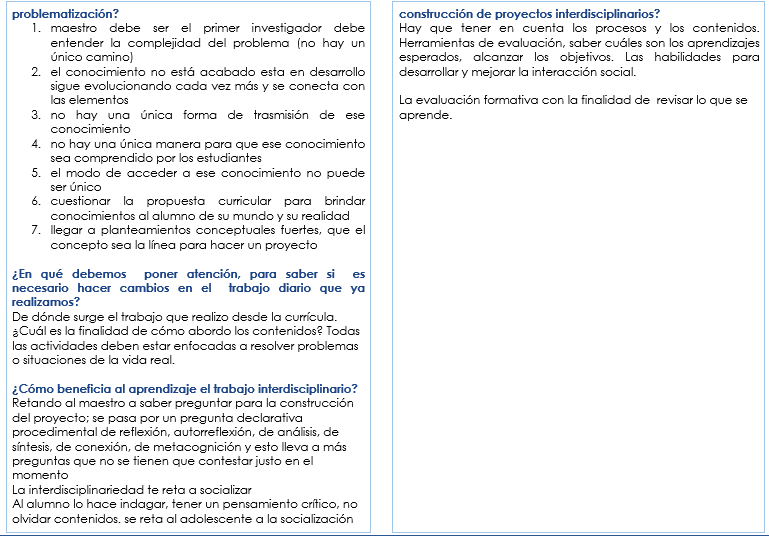 problematización?
1. maestro debe ser el primer investigador debe
entender la complejidad del problema (no hay un
único camino)
2. el conocimiento no está acabado esta en desarrollo
sigue evolucionando cada vez más y se conecta con
las elementos
3. no hay una única forma de trasmisión de ese
conocimiento
4. no hay una única manera para que ese conocimiento
sea comprendido por los estudiantes
5. el modo de acceder a ese conocimiento no puede
ser único
6. cuestionar la propuesta curricular para brindar
conocimientos al alumno de su mundo y su realidad
7. llegar a planteamientos conceptuales fuertes, que el
concepto sea la línea para hacer un proyecto
¿En qué debemos poner atención, para saber si es
necesario hacer cambios en el trabajo diario que ya
realizamos?
De dónde surge el trabajo que realizo desde la currícula.
¿Cuál es la finalidad de cómo abordo los contenidos? Todas
las actividades deben estar enfocadas a resolver problemas
o situaciones de la vida real.
¿Cómo beneficia al aprendizaje el trabajo interdisciplinario?
Retando al maestro a saber preguntar para la construcción
del proyecto; se pasa por un pregunta declarativa
procedimental de reflexión, autorreflexión, de análisis, de
síntesis, de conexión, de metacognición y esto lleva a más
preguntas que no se tienen que contestar justo en el
momento
La interdisciplinariedad te reta a socializar
Al alumno lo hace indagar, tener un pensamiento crítico, no
olvidar contenidos. se reta al adolescente a la socialización
construcción de proyectos interdisciplinarios?
Hay que tener en cuenta los procesos y los contenidos.
Herramientas de evaluación, saber cuáles son los aprendizajes
esperados, alcanzar los objetivos. Las habilidades para
desarrollar y mejorar la interacción social.
La evaluación formativa con la finalidad de revisar lo que se
aprende.